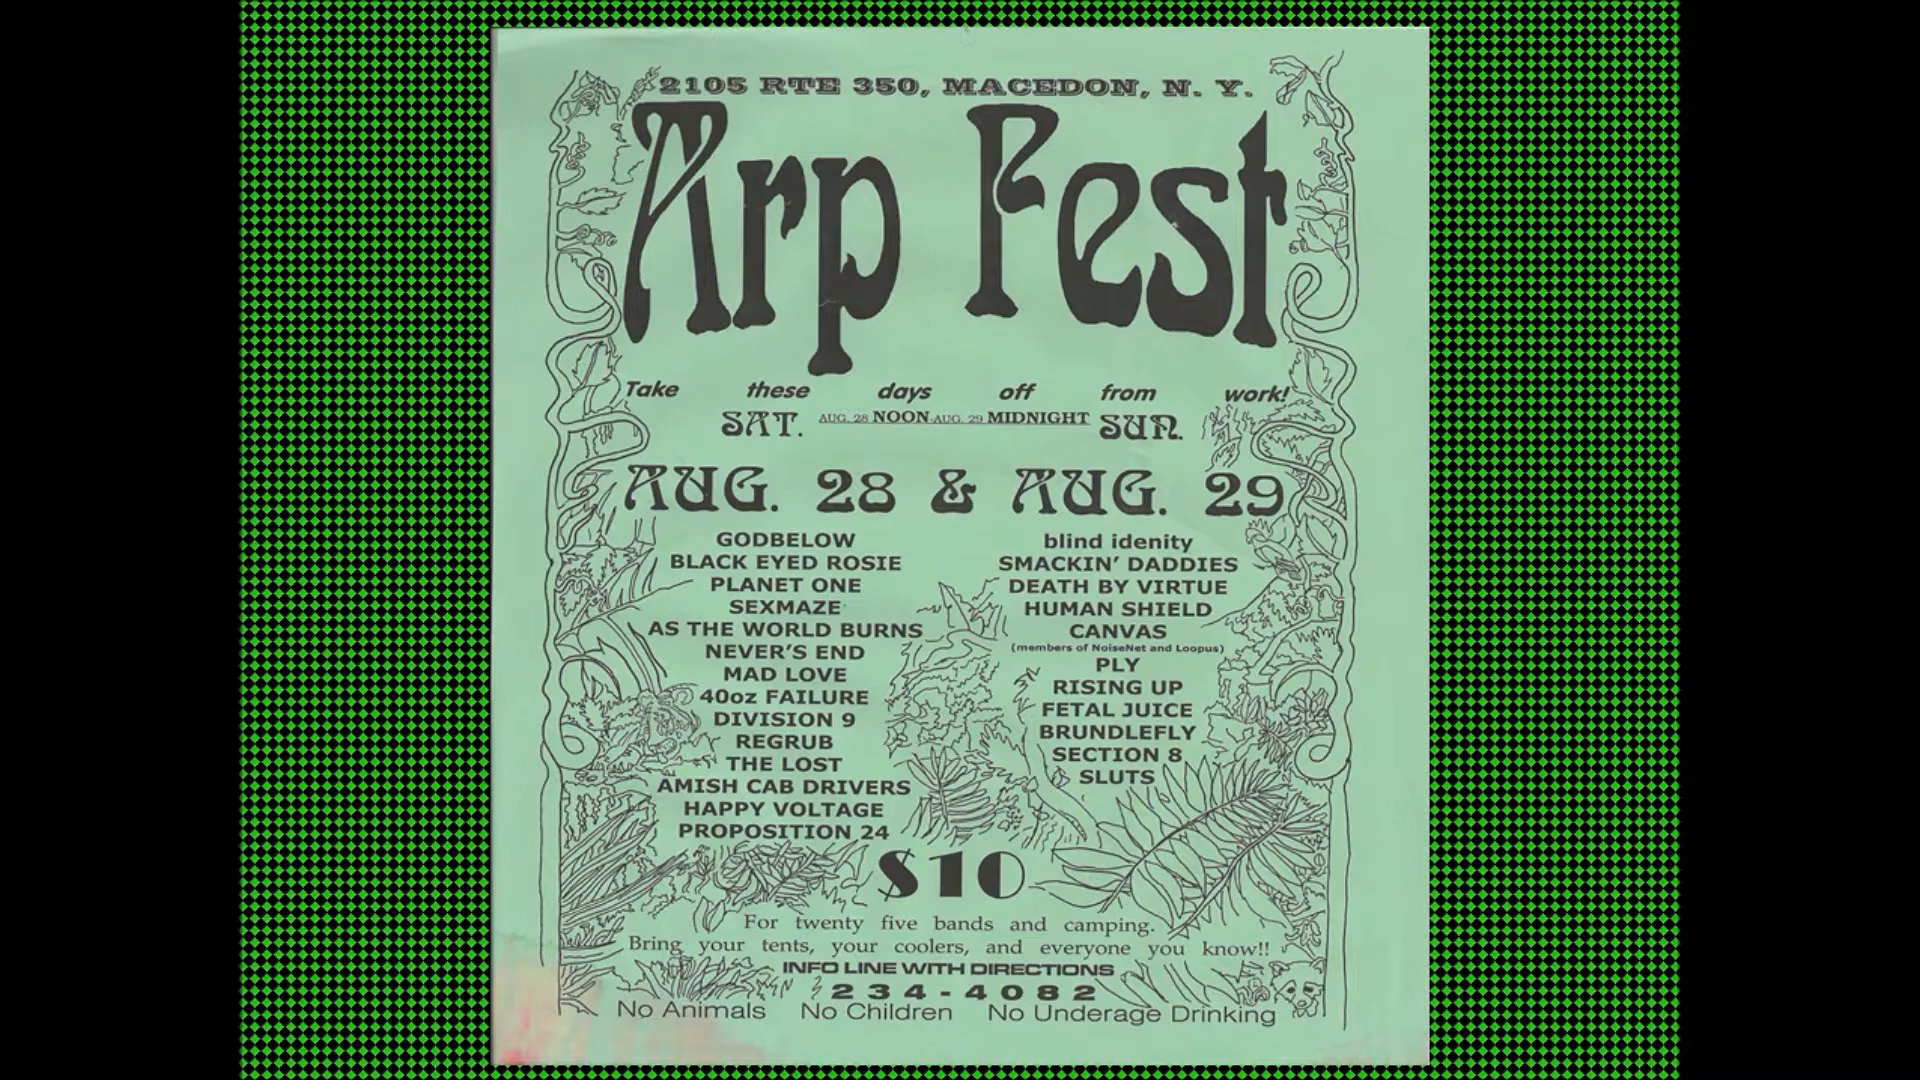 2105 RTE 350, MACEDON, N. Y.
Arp Fest
Take these days off from work!
SAT. AUG. 28 NOON-AUG. 29 MIDNIGHT SUN.
AUG. 28 & AUG. 29
GODBELOW
BLACK EYED ROSIE
PLANET ONE
SEXMAZE
AS THE WORLD BURNS
NEVER'S END
MAD LOVE
40oz FAILURE
DIVISION 9
REGRUB
THE LOST
AMISH CAB DRIVERS
HAPPY VOLTAGE
PROPOSITION 24
blind idenity
SMACKIN' DADDIES
DEATH BY VIRTUE
HUMAN SHIELD
CANVAS
(members of NoiseNet and Loopus)
PLY
RISING UP
FETAL JUICE
BRUNDLEFLY
SECTION 8
SLUTS
$10
For twenty five bands and camping.
Bring your tents, your coolers, and everyone you know!!
INFO LINE WITH DIRECTIONS
234-4082
No Animals No Children No Underage Drinking